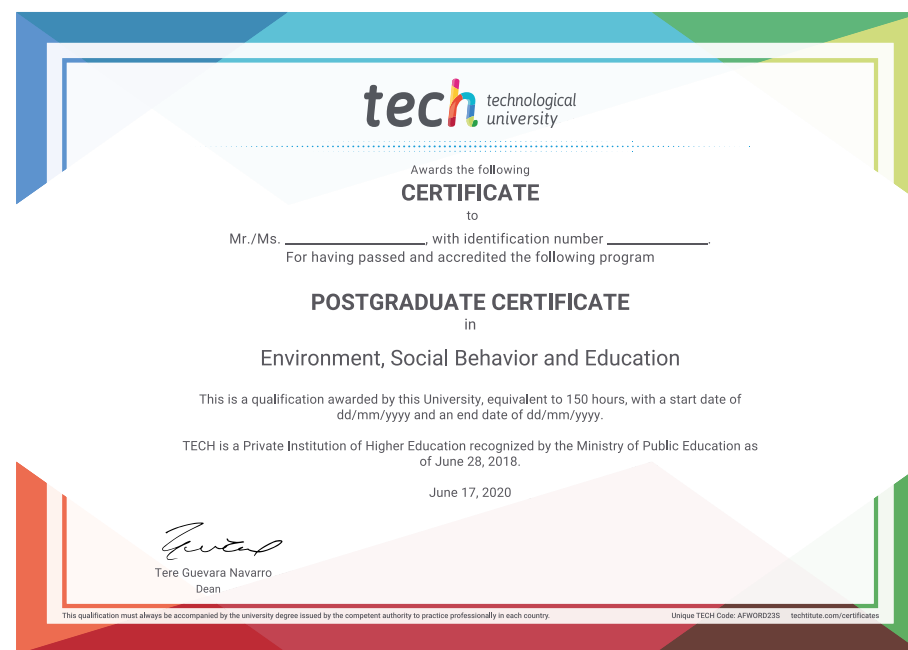 tech technological
university
Awards the following
CERTIFICATE
to
Mr./Ms. ________________, with identification number ______________.
For having passed and accredited the following program
POSTGRADUATE CERTIFICATE
in
Environment, Social Behavior and Education
This is a qualification awarded by this University, equivalent to 150 hours, with a start date of
dd/mm/yyyy and an end date of dd/mm/yyyy.
TECH is a Private Institution of Higher Education recognized by the Ministry of Public Education as
of June 28, 2018.
June 17, 2020
Tere Guevara Navarro
Dean
This qualification must always be accompanied by the university degree issued by the competent authority to practice professionally in each country. Unique TECH Code: AFWORD23S techtitute.com/certificates